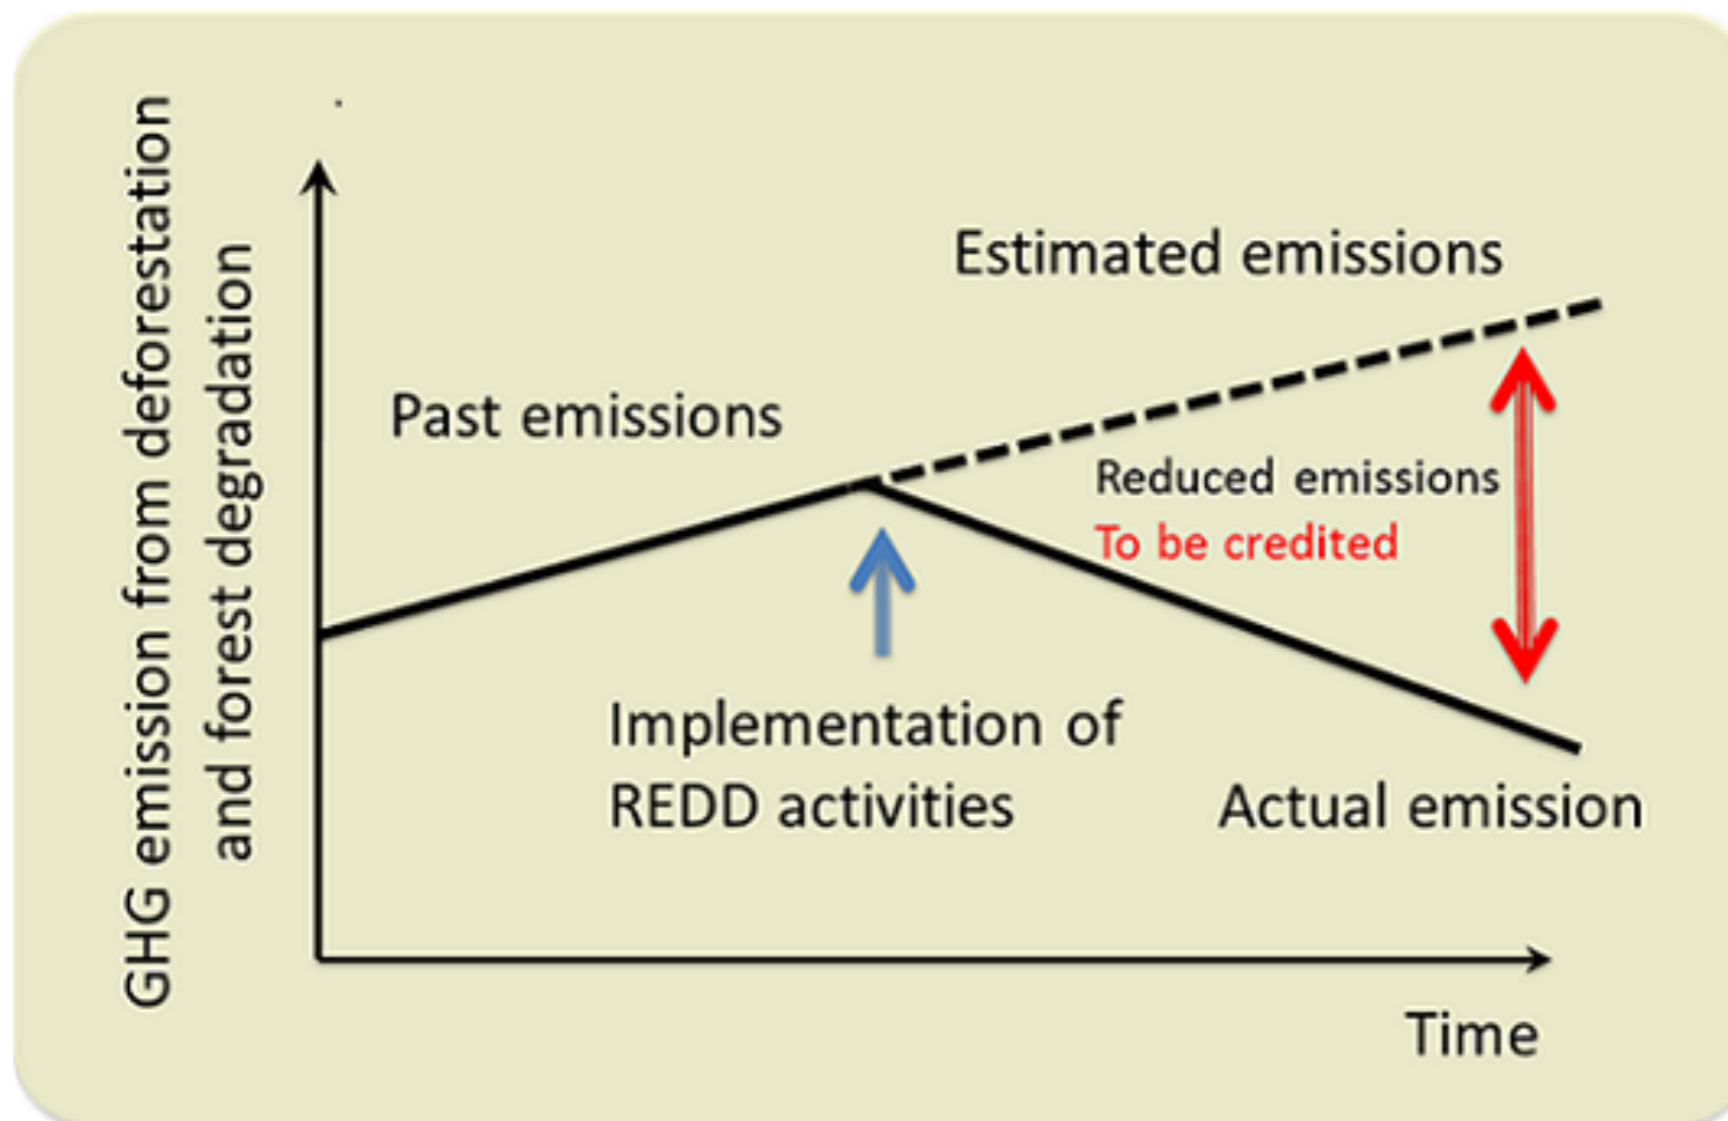 GHG emission from deforestation
and forest degradation
Estimated emissions
Past emissions
Reduced emissions
To be credited
Implementation of
REDD activities
Actual emission
Time